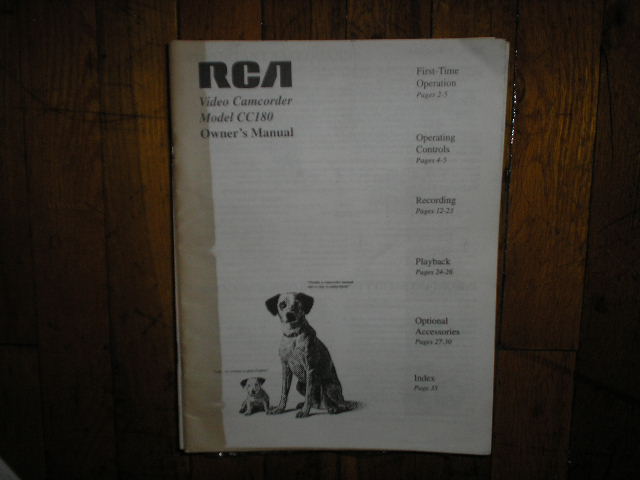 RCA
Video Camcorder
Model CC180
Owner's Manual
First-Time
Operation
Pages 2-5
Operating
Controls
Pages 4-5
Recording
Pages 12-23
Playback
Pages 24-26
Optional
Accessories
Pages 27-30
Index
Page 33